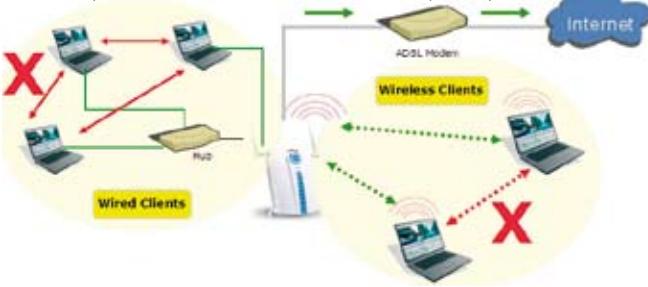 Internet
ADSL Modem
Wireless Clients
X
HUB
Wired Clients
X